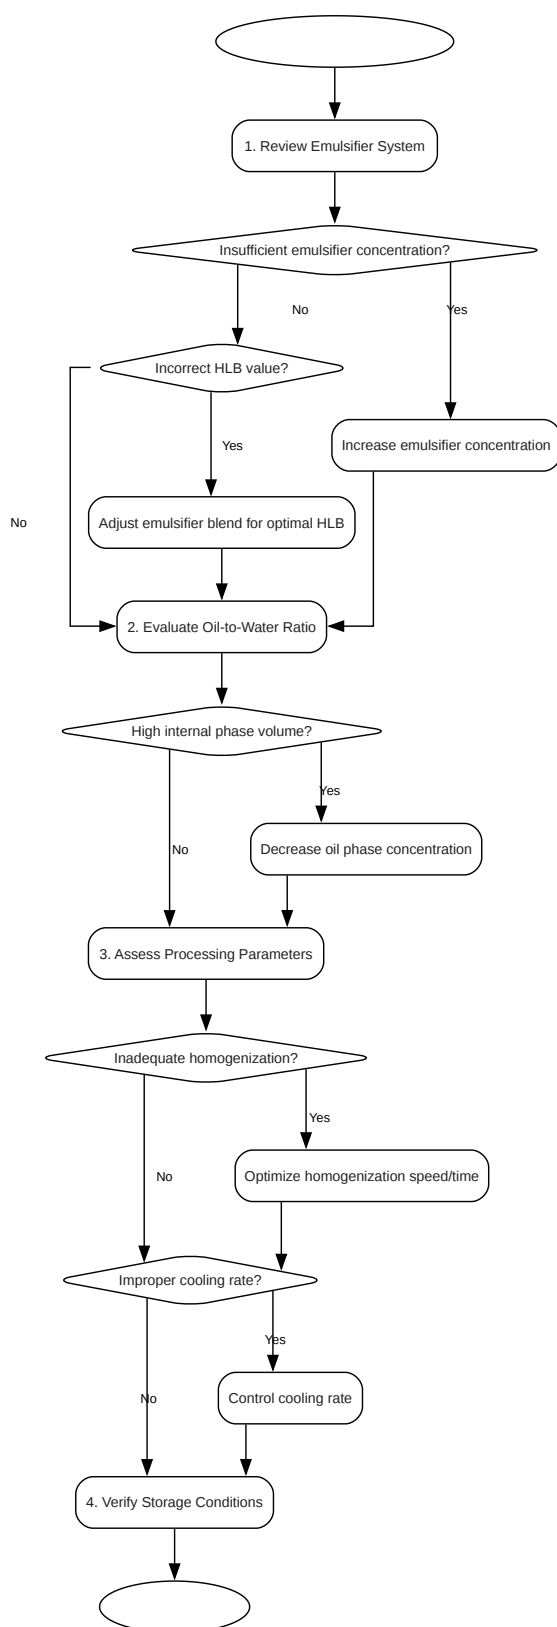 1. Review Emulsifier System
Insufficient emulsifier concentration?
No
Yes
Incorrect HLB value?
Yes
Increase emulsifier concentration
No
Adjust emulsifier blend for optimal HLB
2. Evaluate Oil-to-Water Ratio
High internal phase volume?
Yes
No
Decrease oil phase concentration
3. Assess Processing Parameters
Inadequate homogenization?
Yes
No
Optimize homogenization speed/time
Improper cooling rate?
Yes
No
Control cooling rate
4. Verify Storage Conditions